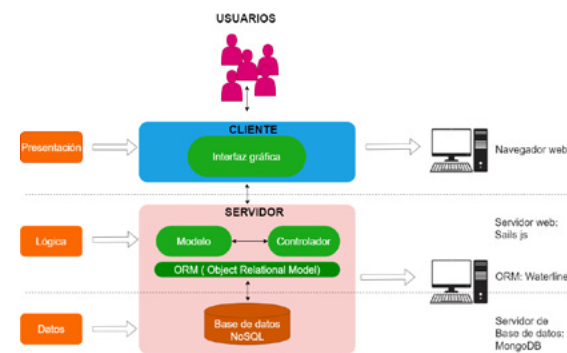 USUARIOS
CLIENTE
Presentación
Interfaz gráfica
Navegador web
SERVIDOR
Lógica
Modelo
Controlador
Servidor web:
Sails js
ORM ( Object Relational Model)
ORM: Waterline
Datos
Base de datos
NoSQL
Servidor de
Base de datos:
MongoDB